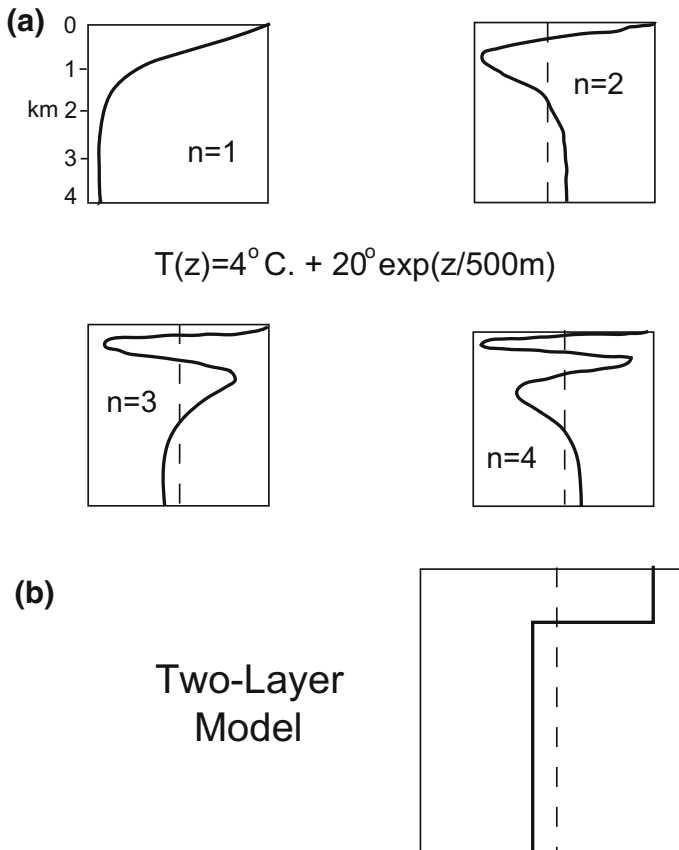 (a)
0
1
km 2
3
4
n=1
n=2
T(z)=4° C. + 20° exp(z/500m)
n=3
n=4
(b)
Two-Layer
Model